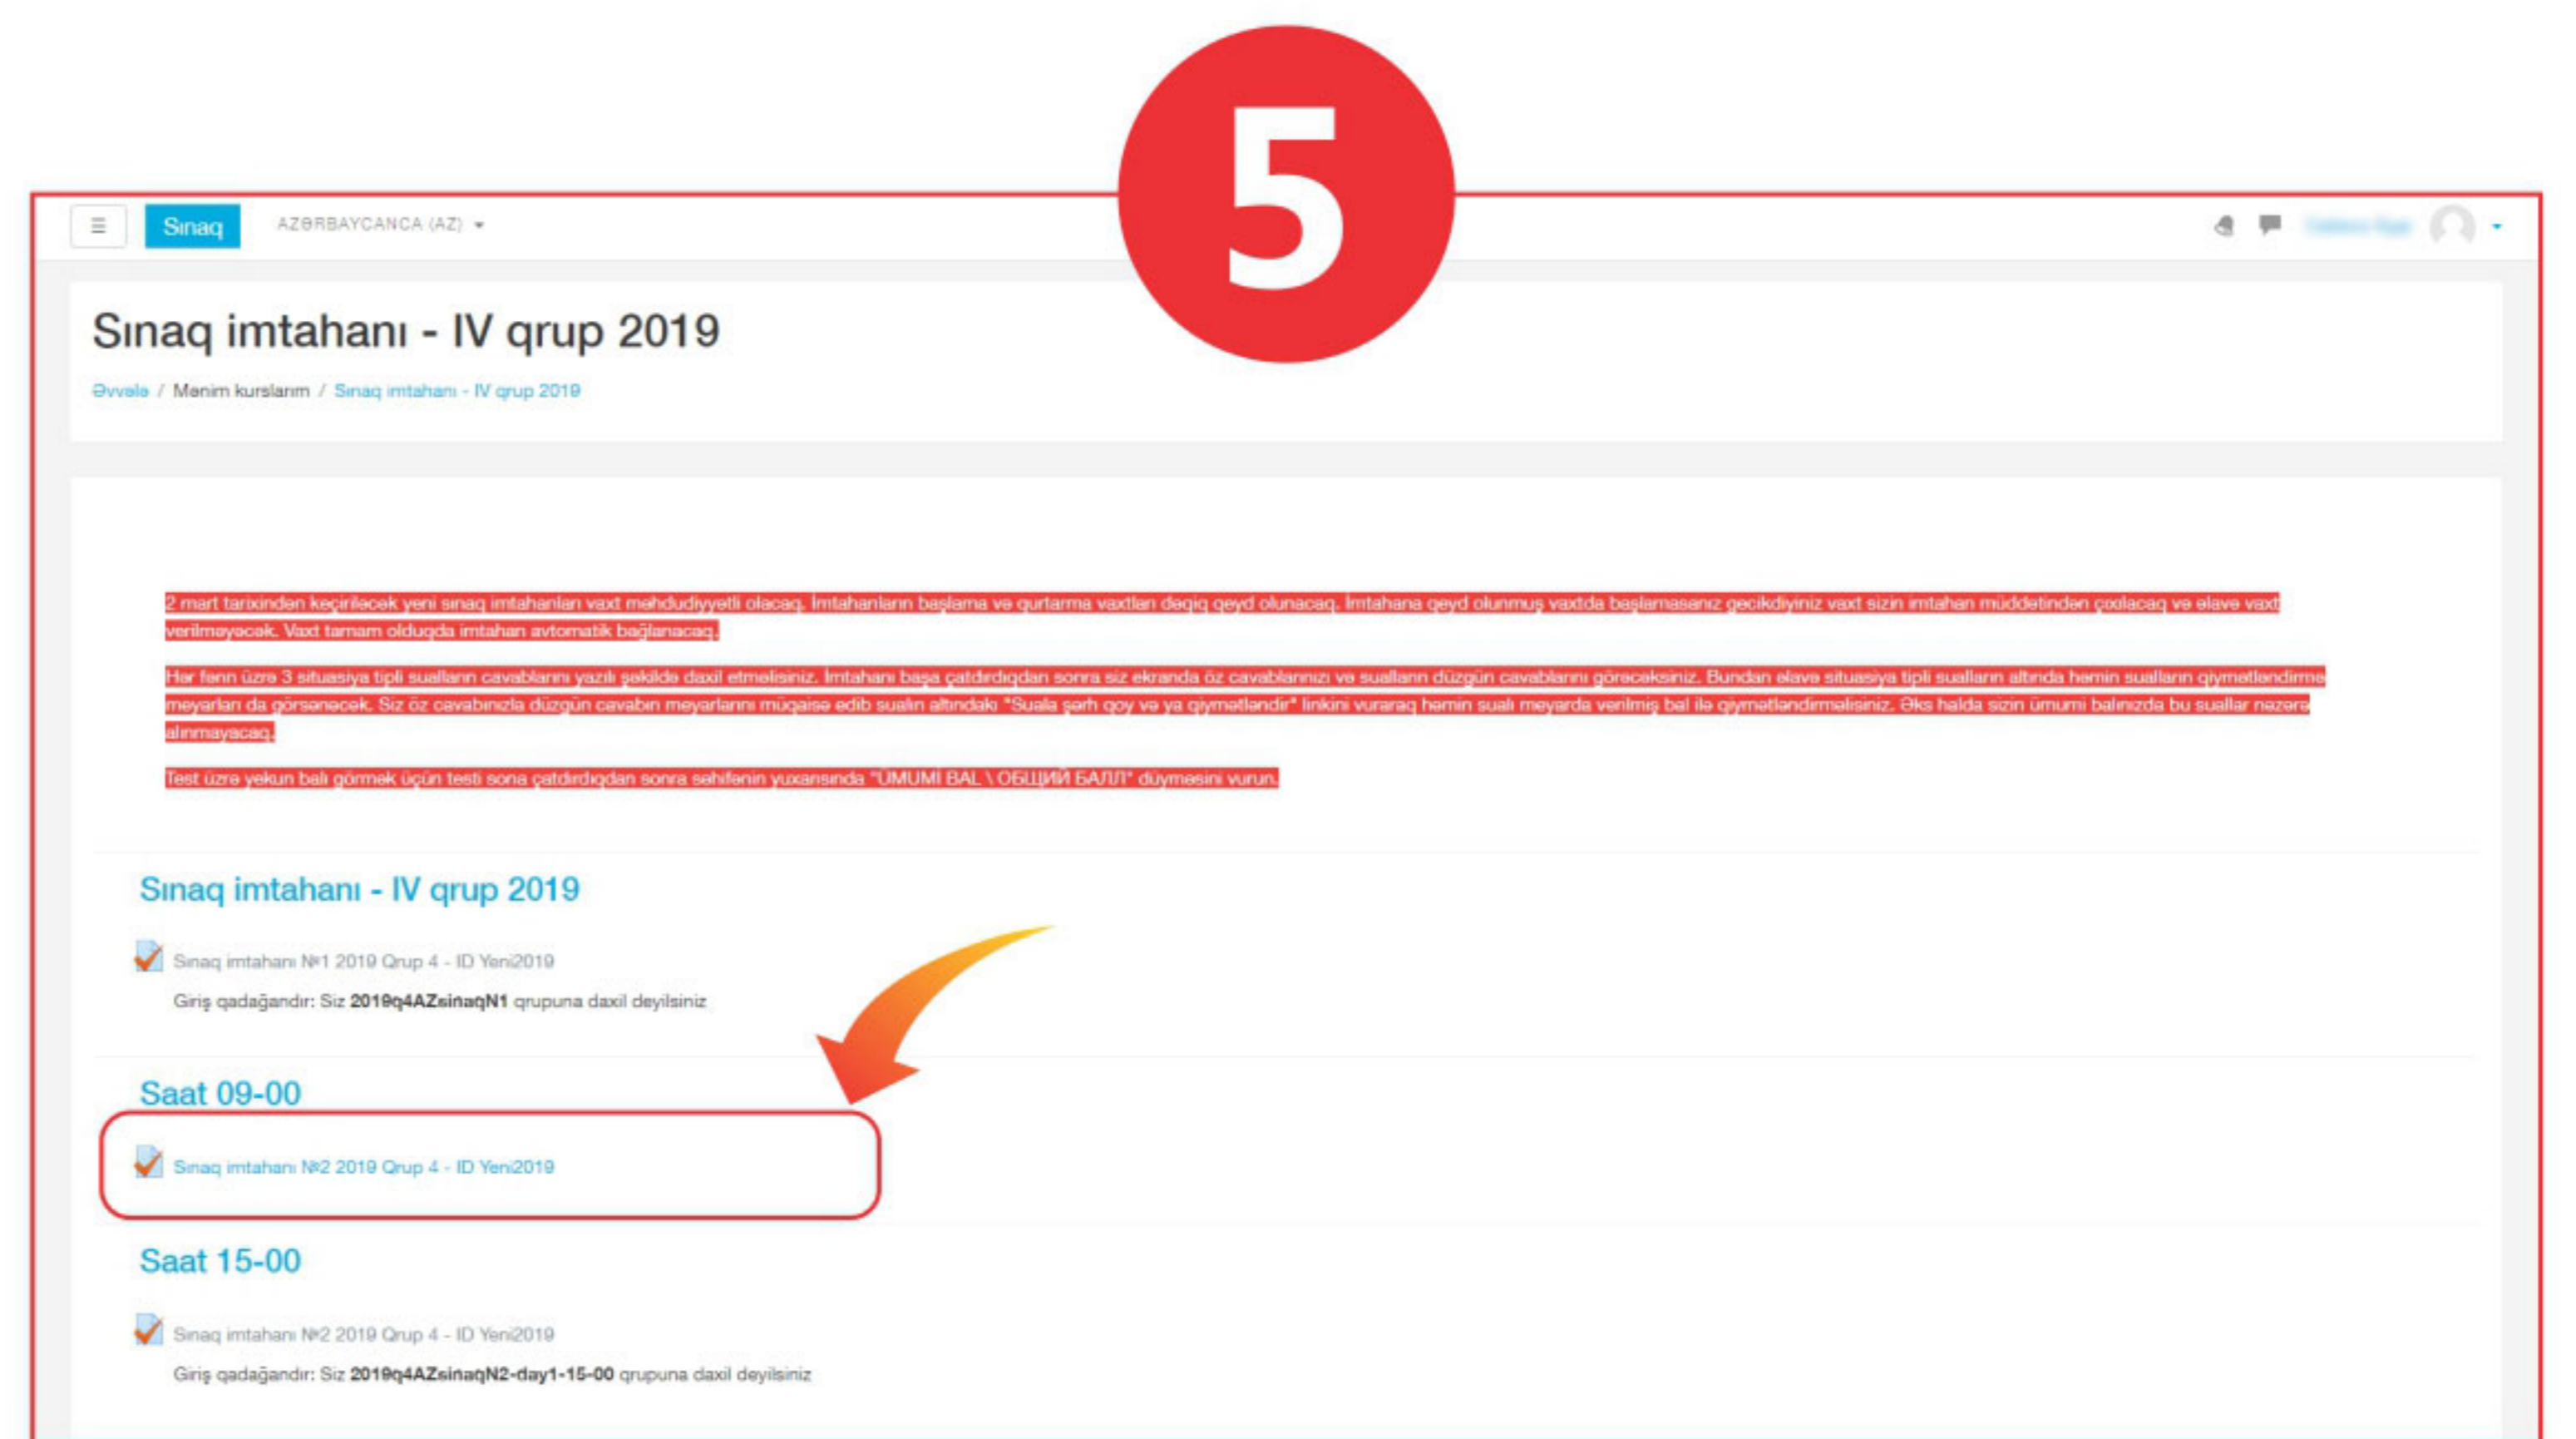 5
Sınaq AZƏRBAYCANCA (AZ)
Sınaq imtahanı - IV qrup 2019
Əvvələ / Mənim kurslarım / Sınaq imtahanı - IV qrup 2019
2 mart tarixindən keçiriləcək yeni sınaq imtahanları vaxt məhdudiyyətli olacaq. İmtahanların başlama və qurtarma vaxtları dəqiq qeyd olunacaq. İmtahana qeyd olunmuş vaxtda başlamasanız gecikdiyiniz vaxt sizin imtahan müddətindən çıxılacaq və əlavə vaxt
verilməyəcək. Vaxt tamam olduqda imtahan avtomatik bağlanacaq.
Hər fənn üzrə 3 situasiya tipli sualların cavablarını yazılı şəkildə daxil etməlisiniz. İmtahanı başa çatdırdıqdan sonra siz ekranda öz cavablarınızı və sualların düzgün cavablarını görəcəksiniz. Bundan əlavə situasiya tipli sualların altında həmin sualların qiymətləndirmə
meyarları da görsənəcək. Siz öz cavabınızla düzgün cavabın meyarlarını müqaisə edib sualın altındakı "Suala şərh qoy və ya qiymətləndir" linkini vuraraq həmin sualı meyarda verilmiş bal ilə qiymətləndirməlisiniz. Əks halda sizin ümumi balınızda bu suallar nəzərə
alınmayacaq.
Test üzrə yekun balı görmək üçün testi sona çatdırdıqdan sonra səhifənin yuxarısında "ÜMUMİ BAL \ ОБЩИЙ БАЛЛ" düyməsini vurun.
Sınaq imtahanı - IV qrup 2019
Sınaq imtahanı №1 2019 Qrup 4 - ID Yeni2019
Giriş qadağandır: Siz 2019q4AZsinaqN1 qrupuna daxil deyilsiniz
Saat 09-00
Sınaq imtahanı №2 2019 Qrup 4 - ID Yeni2019
Saat 15-00
Sınaq imtahanı №2 2019 Qrup 4 - ID Yeni2019
Giriş qadağandır: Siz 2019q4AZsinaqN2-day1-15-00 qrupuna daxil deyilsiniz